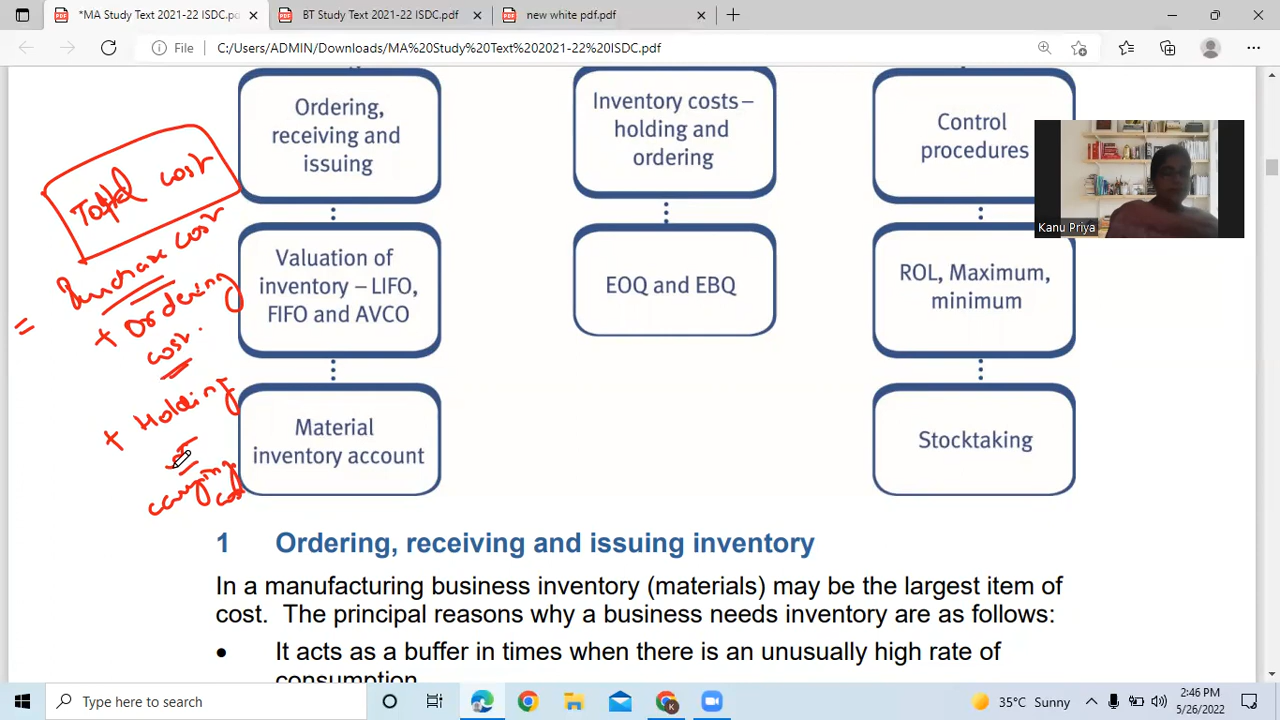 *MA Study Text 2021-22 ISDC.pd
BT Study Text 2021-22 ISDC.pdf
new white pdf.pdf
File
C:/Users/ADMIN/Downloads/MA%20Study%20Text%202021-22%20ISDC.pdf
Ordering,
receiving and
issuing
Inventory costs –
holding and
ordering
Control
procedures
Kanu Priya
Valuation of
inventory – LIFO,
FIFO and AVCO
EOQ and EBQ
ROL, Maximum,
minimum
Material
inventory account
Stocktaking
Total cost
= Purchase cost
+ Ordering
cost.
+ Holding
or
carrying
cost
1 Ordering, receiving and issuing inventory
In a manufacturing business inventory (materials) may be the largest item of
cost. The principal reasons why a business needs inventory are as follows:
• It acts as a buffer in times when there is an unusually high rate of
consumption
Type here to search
35°C Sunny
2:46 PM
5/26/2022